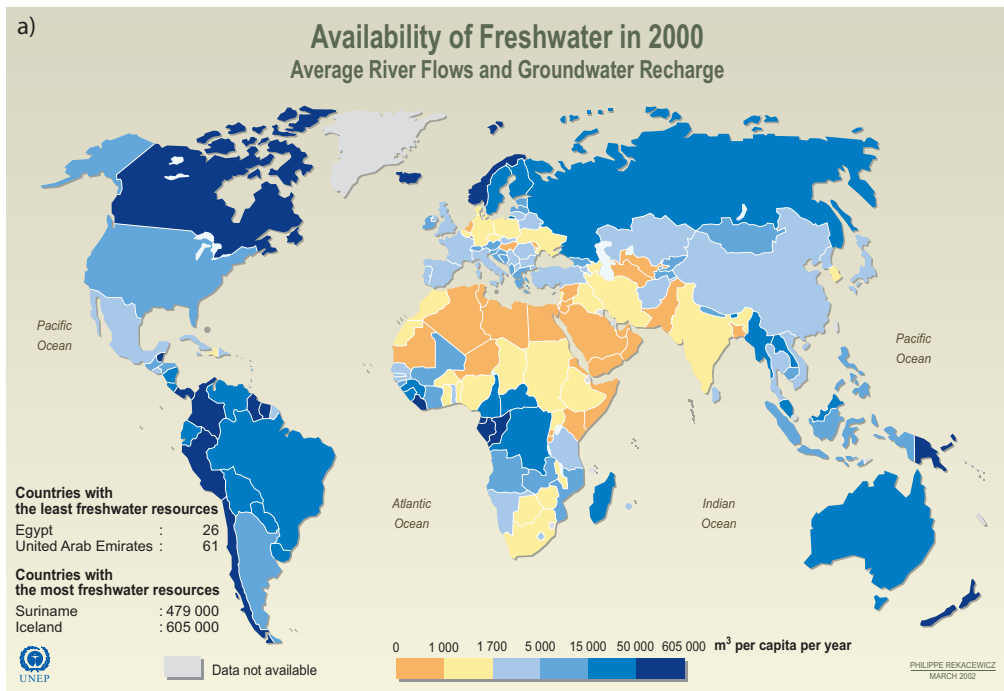 a)
Availability of Freshwater in 2000
Average River Flows and Groundwater Recharge
Pacific
Ocean
Pacific
Ocean
Atlantic
Ocean
Indian
Ocean
Countries with
the least freshwater resources
Egypt : 26
United Arab Emirates : 61
Countries with
the most freshwater resources
Suriname : 479 000
Iceland : 605 000
UNEP
Data not available
0 1 000 1 700 5 000 15 000 50 000 605 000 m³ per capita per year
PHILIPPE REKACEWICZ
MARCH 2002